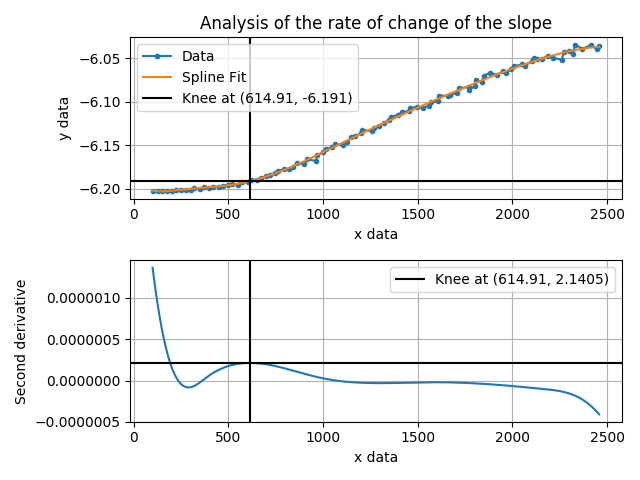 Analysis of the rate of change of the slope
Data
Spline Fit
Knee at (614.91, -6.191)
y data
−6.05
−6.10
−6.15
−6.20
0 500 1000 1500 2000 2500
x data
Knee at (614.91, 2.1405)
Second derivative
0.0000010
0.0000005
0.0000000
−0.0000005
0 500 1000 1500 2000 2500
x data